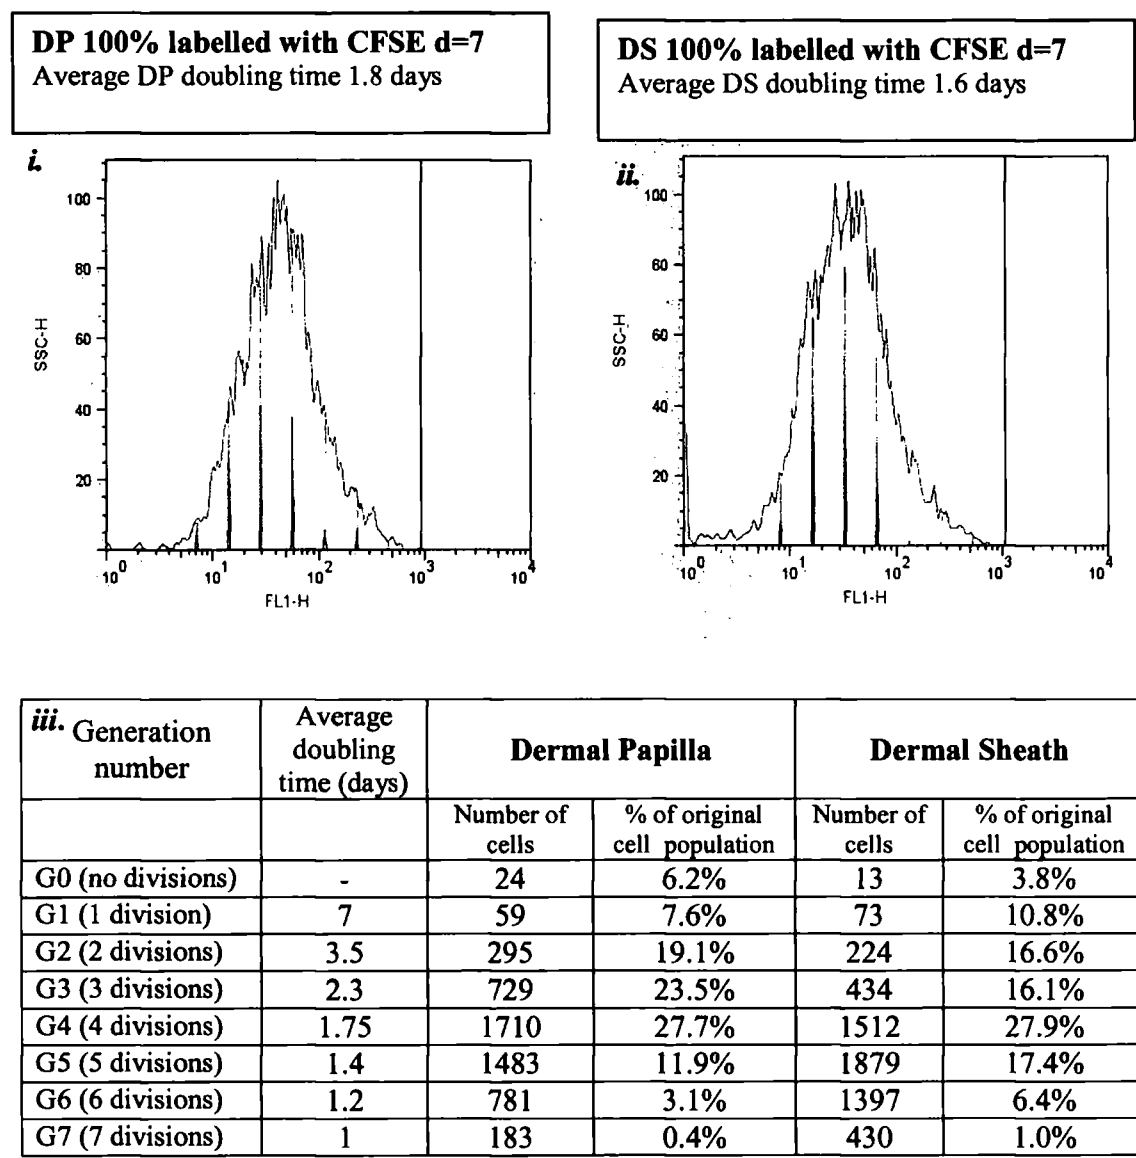 DP 100% labelled with CFSE d=7
Average DP doubling time 1.8 days
DS 100% labelled with CFSE d=7
Average DS doubling time 1.6 days
i.
100
80
60
40
20
SSC-H
10^0 10^1 10^2 10^3 10^4
FL1-H
ii.
100
80
60
40
20
SSC-H
10^0 10^1 10^2 10^3 10^4
FL1-H
iii. Generation number
Average doubling time (days)
Dermal Papilla
Dermal Sheath
Number of cells
% of original cell population
Number of cells
% of original cell population
G0 (no divisions) - 24 6.2% 13 3.8%
G1 (1 division) 7 59 7.6% 73 10.8%
G2 (2 divisions) 3.5 295 19.1% 224 16.6%
G3 (3 divisions) 2.3 729 23.5% 434 16.1%
G4 (4 divisions) 1.75 1710 27.7% 1512 27.9%
G5 (5 divisions) 1.4 1483 11.9% 1879 17.4%
G6 (6 divisions) 1.2 781 3.1% 1397 6.4%
G7 (7 divisions) 1 183 0.4% 430 1.0%